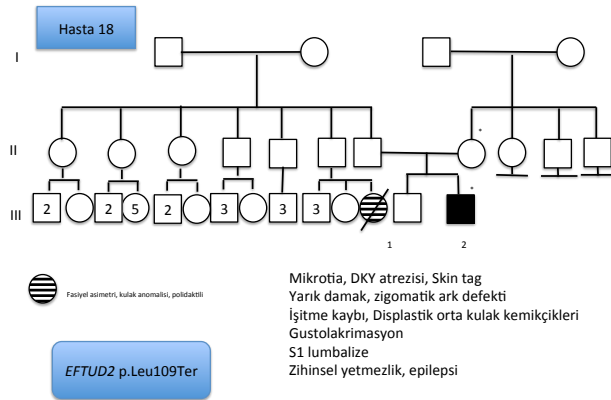 Hasta 18
I
II
* *
III
2 2 5 2 3 3 3
1 2
Fasiyel asimetri, kulak anomalisi, polidaktili
Mikrotia, DKY atrezisi, Skin tag
Yarık damak, zigomatik ark defekti
İşitme kaybı, Displastik orta kulak kemikçikleri
Gustolakrimasyon
S1 lumbalize
Zihinsel yetmezlik, epilepsi
EFTUD2 p.Leu109Ter